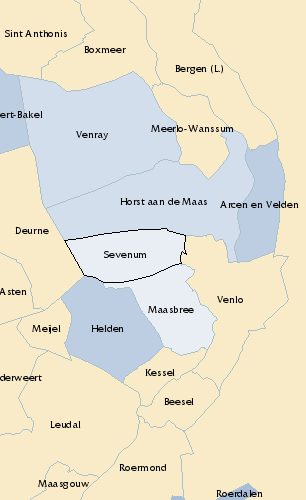 Sint Anthonis
Boxmeer
Bergen (L.)
ert-Bakel
Venray
Meerlo-Wanssum
Horst aan de Maas
Arcen en Velden
Deurne
Sevenum
Asten
Maasbree
Venlo
Meijel
Helden
Kessel
derweert
Beesel
Leudal
Roermond
Maasgouw
Roerdalen